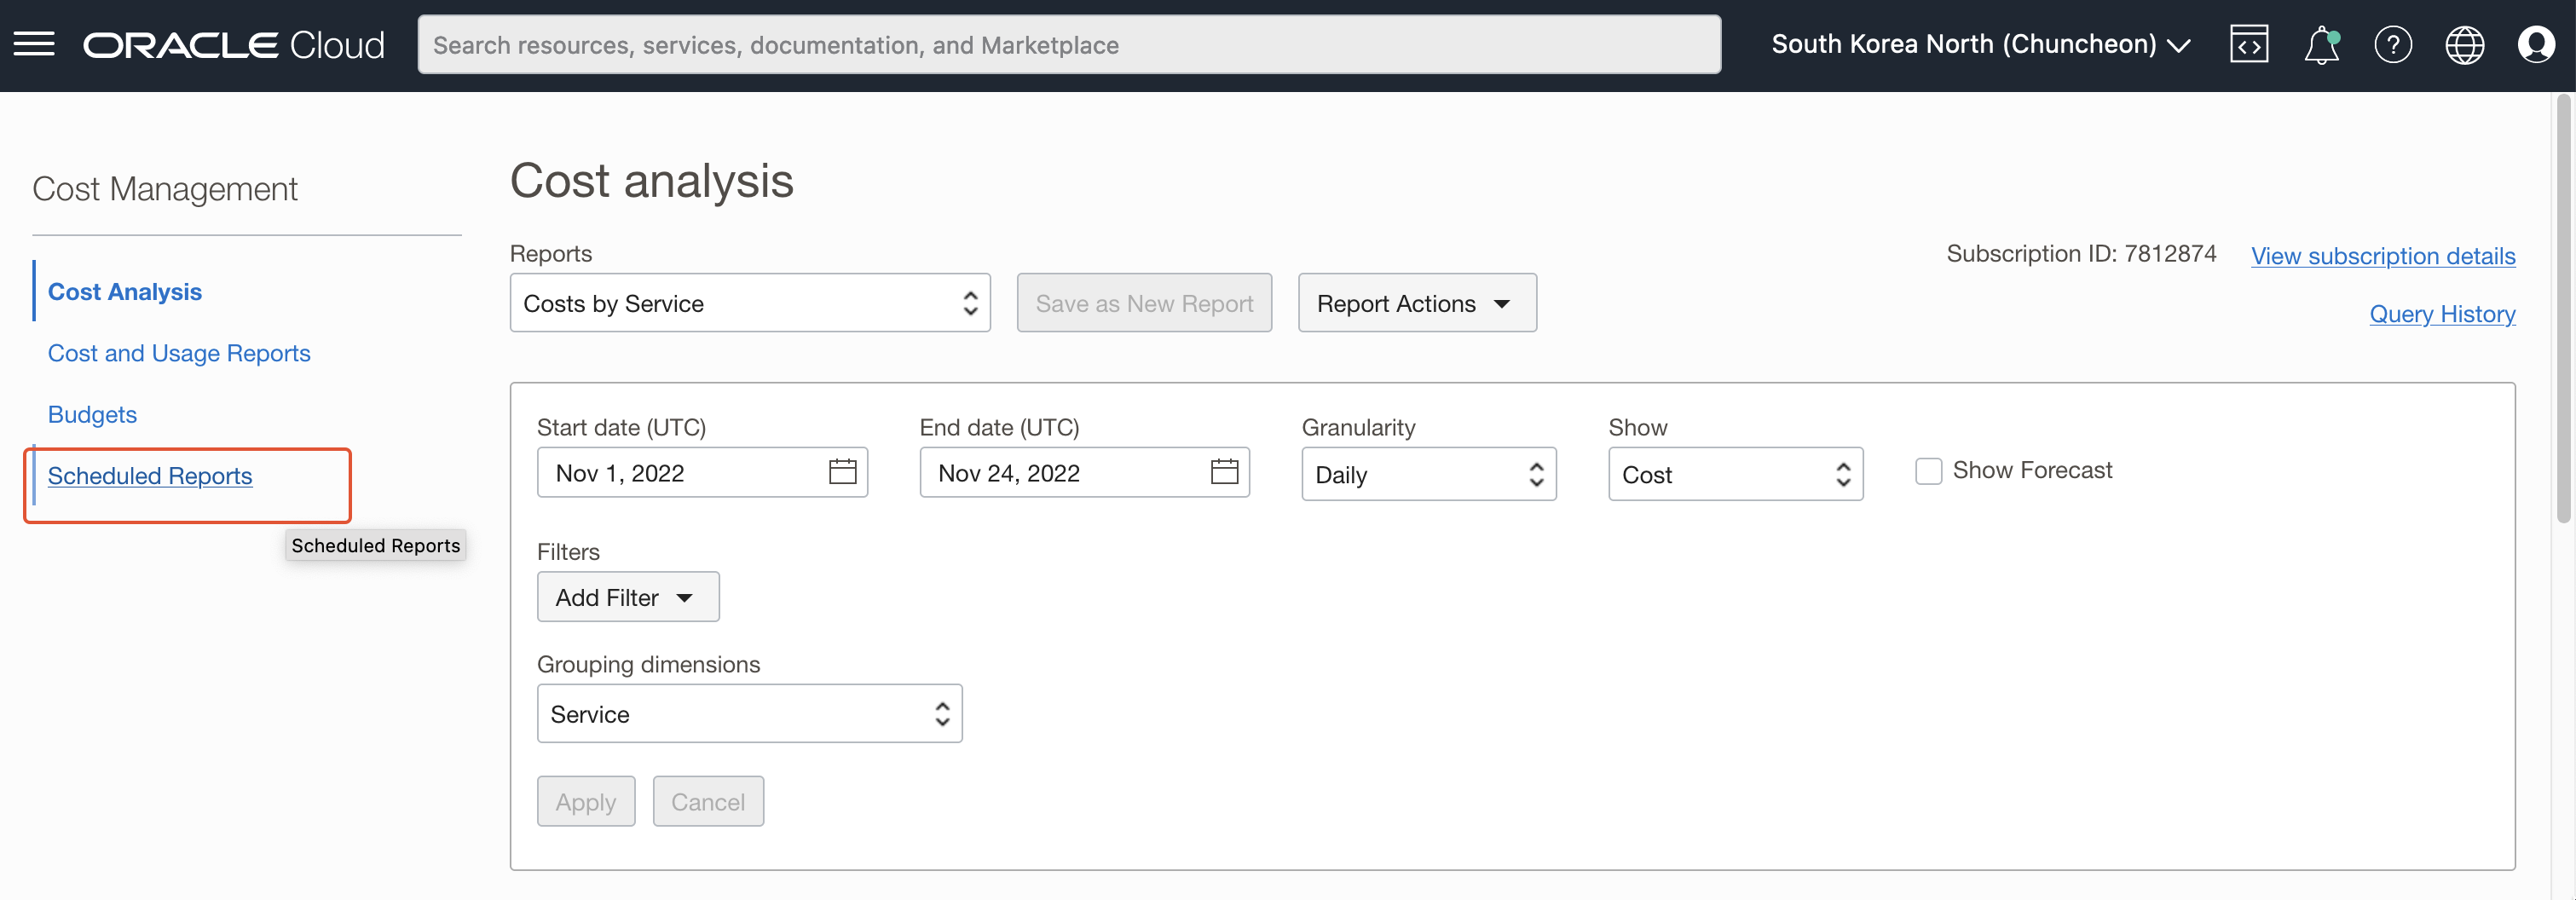 ORACLE Cloud
Search resources, services, documentation, and Marketplace
South Korea North (Chuncheon)
Cost Management
Cost Analysis
Cost and Usage Reports
Budgets
Scheduled Reports
Scheduled Reports
Cost analysis
Reports
Costs by Service
Save as New Report
Report Actions
Subscription ID: 7812874
View subscription details
Query History
Start date (UTC)
Nov 1, 2022
End date (UTC)
Nov 24, 2022
Granularity
Daily
Show
Cost
Show Forecast
Filters
Add Filter
Grouping dimensions
Service
Apply
Cancel